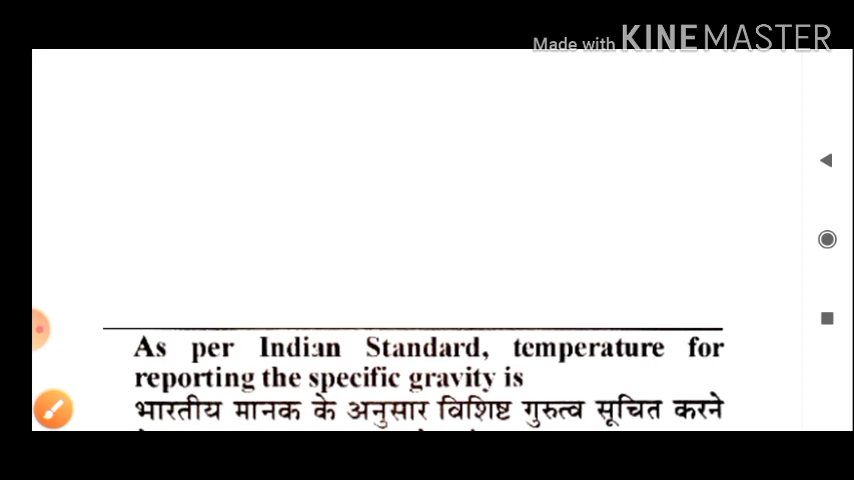 Made with KINEMASTER
As per Indian Standard, temperature for
reporting the specific gravity is
भारतीय मानक के अनुसार विशिष्ट गुरुत्व सूचित करने